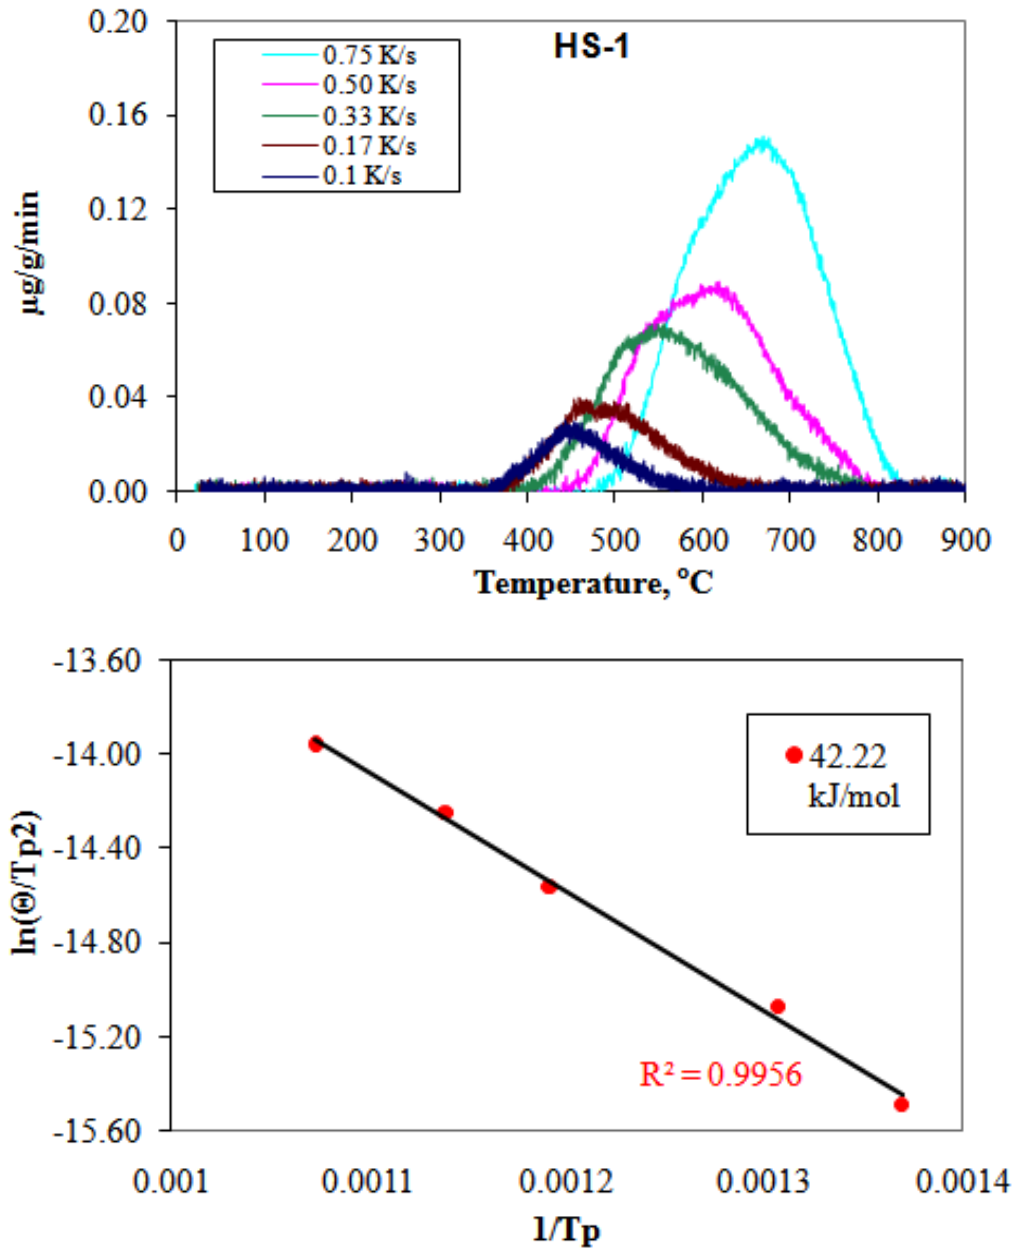 HS-1
0.75 K/s
0.50 K/s
0.33 K/s
0.17 K/s
0.1 K/s
µg/g/min
0.20
0.16
0.12
0.08
0.04
0.00
0 100 200 300 400 500 600 700 800 900
Temperature, °C
-13.60
-14.00
-14.40
-14.80
-15.20
-15.60
ln(Θ/Tp2)
42.22
kJ/mol
R² = 0.9956
0.001 0.0011 0.0012 0.0013 0.0014
1/Tp